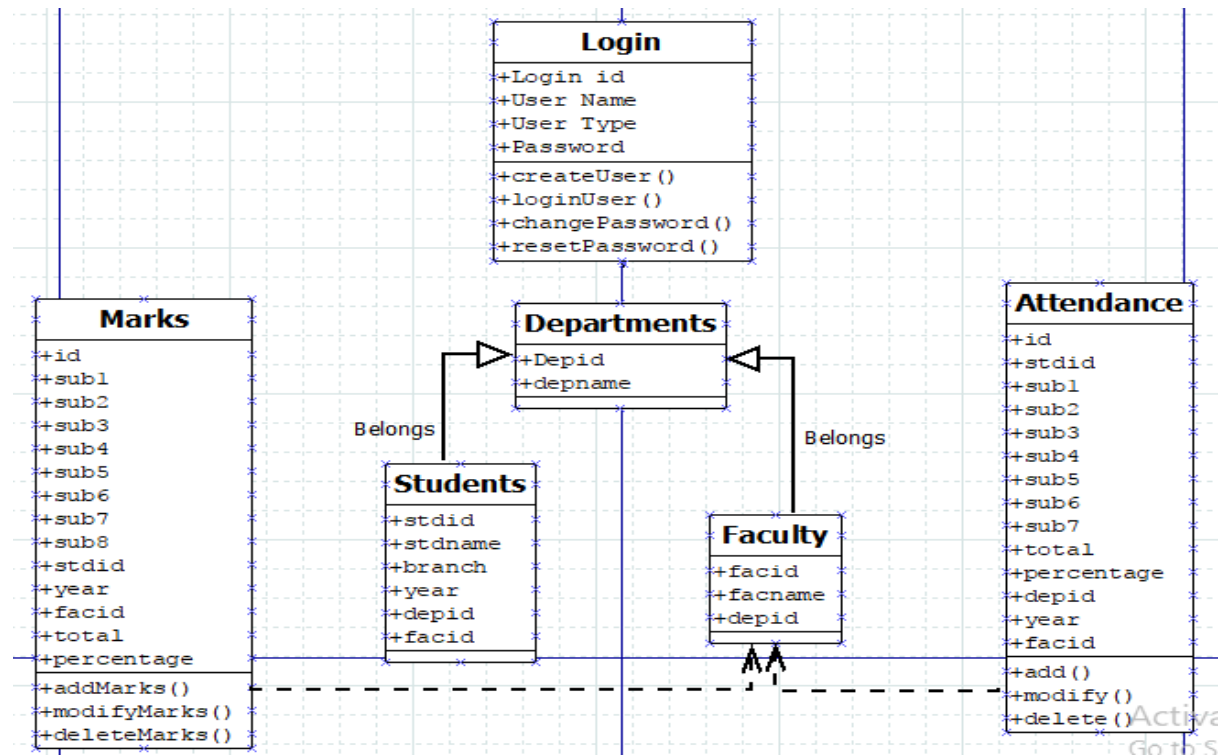 Login
+Login id
+User Name
+User Type
+Password
+createUser()
+loginUser()
+changePassword()
+resetPassword()
Marks
+id
+sub1
+sub2
+sub3
+sub4
+sub5
+sub6
+sub7
+sub8
+stdid
+year
+facid
+total
+percentage
+addMarks()
+modifyMarks()
+deleteMarks()
Departments
+Depid
+depname
Belongs
Belongs
Students
+stdid
+stdname
+branch
+year
+depid
+facid
Faculty
+facid
+facname
+depid
Attendance
+id
+stdid
+sub1
+sub2
+sub3
+sub4
+sub5
+sub6
+sub7
+total
+percentage
+depid
+year
+facid
+add()
+modify()
+delete()
Activa
Go to S